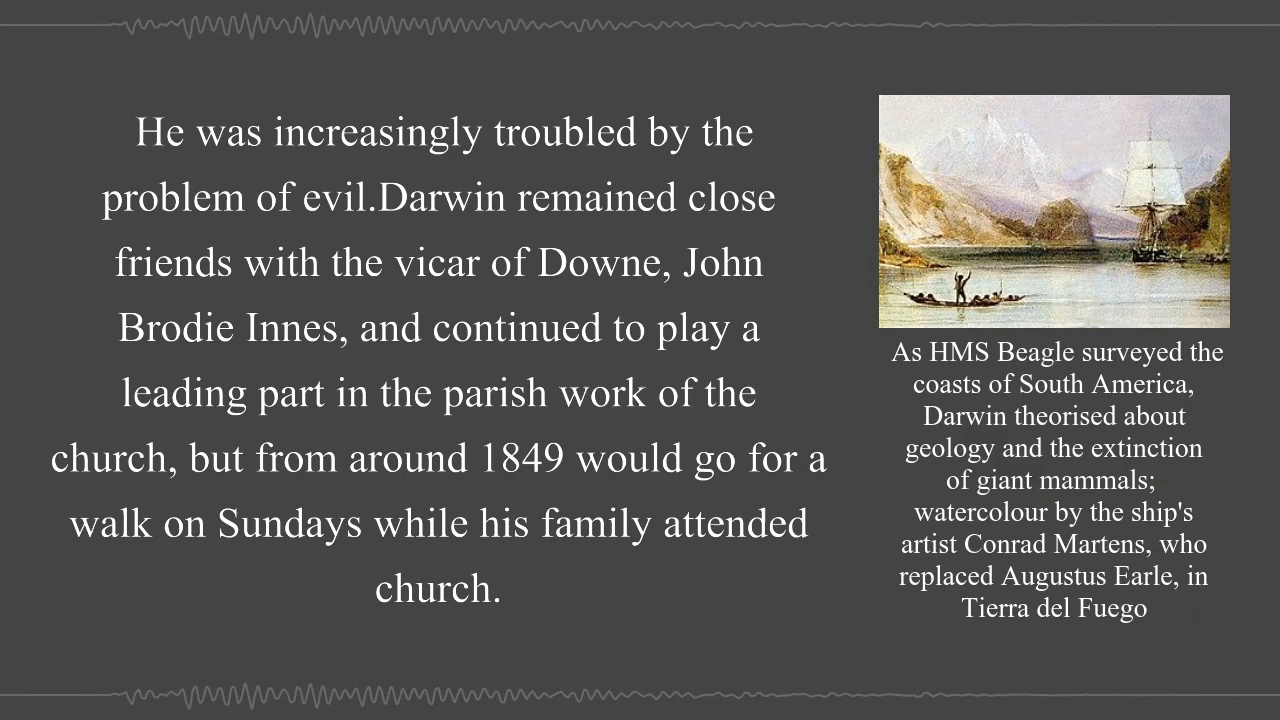 He was increasingly troubled by the
problem of evil.Darwin remained close
friends with the vicar of Downe, John
Brodie Innes, and continued to play a
leading part in the parish work of the
church, but from around 1849 would go for a
walk on Sundays while his family attended
church.
As HMS Beagle surveyed the
coasts of South America,
Darwin theorised about
geology and the extinction
of giant mammals;
watercolour by the ship's
artist Conrad Martens, who
replaced Augustus Earle, in
Tierra del Fuego